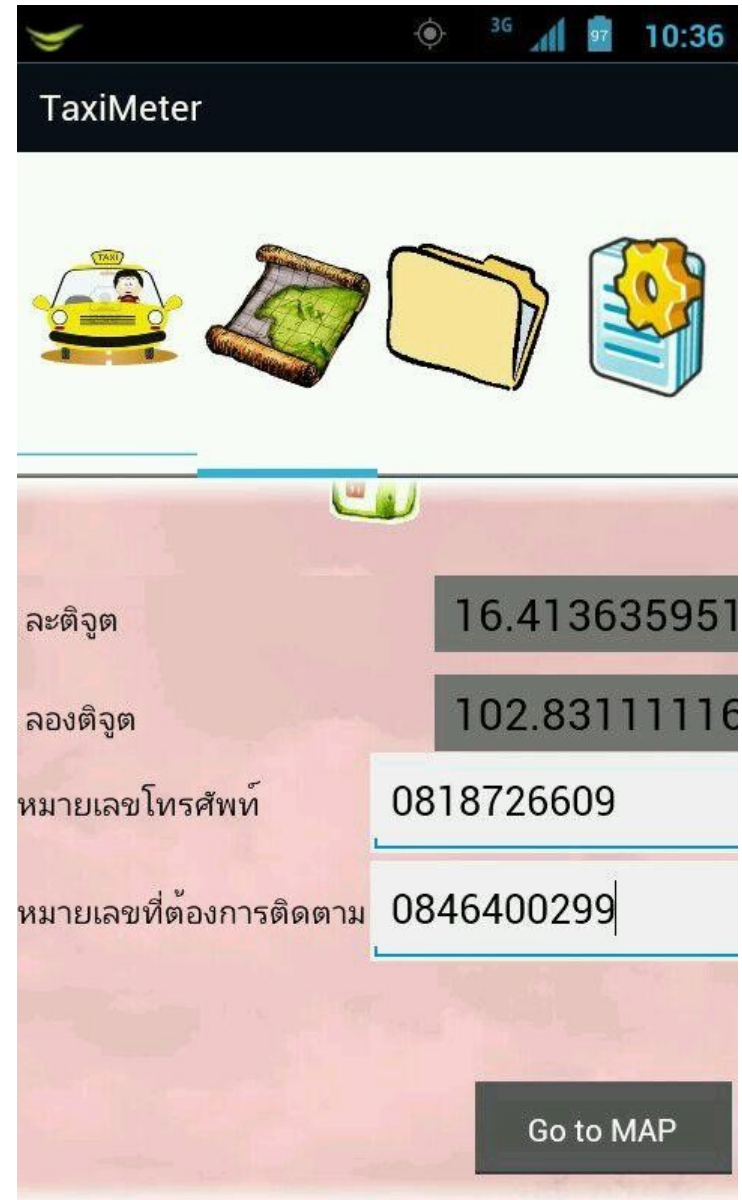 3G 97 10:36
TaxiMeter
TAXI
ละติจูต 16.413635951
ลองติจูต 102.83111116
หมายเลขโทรศัพท์ 0818726609
หมายเลขที่ต้องการติดตาม 0846400299
Go to MAP